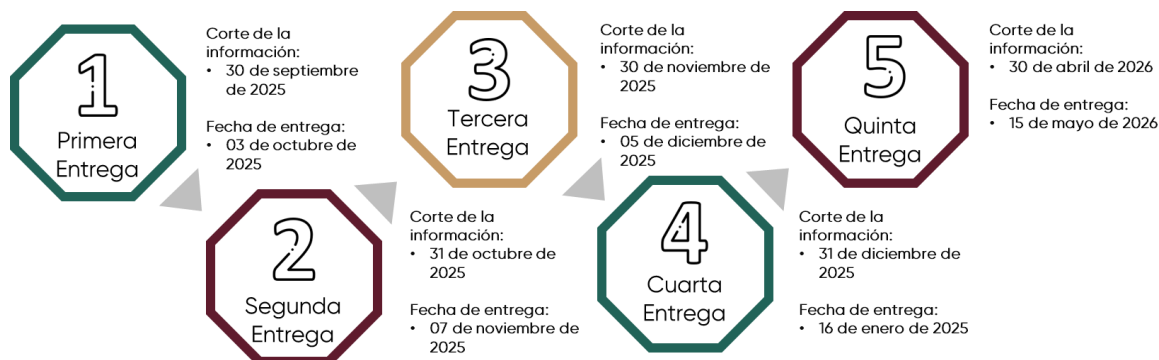 1
Primera
Entrega
Corte de la
información:
• 30 de septiembre
de 2025
Fecha de entrega:
• 03 de octubre de
2025
2
Segunda
Entrega
Corte de la
información:
• 31 de octubre de
2025
Fecha de entrega:
• 07 de noviembre de
2025
3
Tercera
Entrega
Corte de la
información:
• 30 de noviembre de
2025
Fecha de entrega:
• 05 de diciembre de
2025
4
Cuarta
Entrega
Corte de la
información:
• 31 de diciembre de
2025
Fecha de entrega:
• 16 de enero de 2025
5
Quinta
Entrega
Corte de la
información:
• 30 de abril de 2026
Fecha de entrega:
• 15 de mayo de 2026